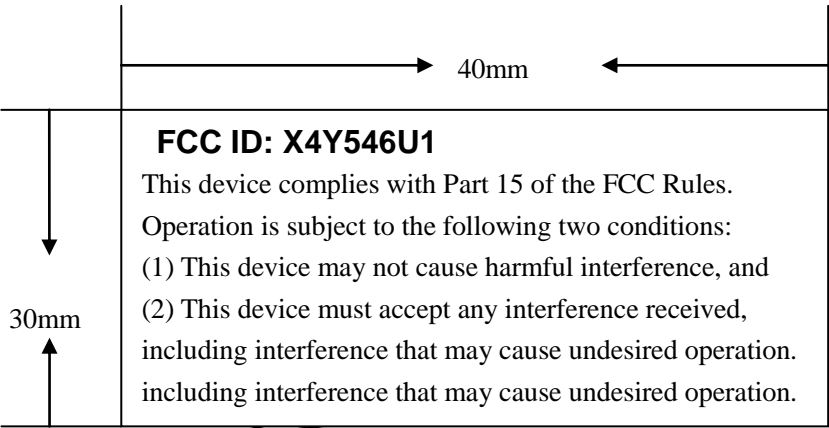 40mm
FCC ID: X4Y546U1
This device complies with Part 15 of the FCC Rules.
Operation is subject to the following two conditions:
(1) This device may not cause harmful interference, and
(2) This device must accept any interference received,
30mm
including interference that may cause undesired operation.
including interference that may cause undesired operation.